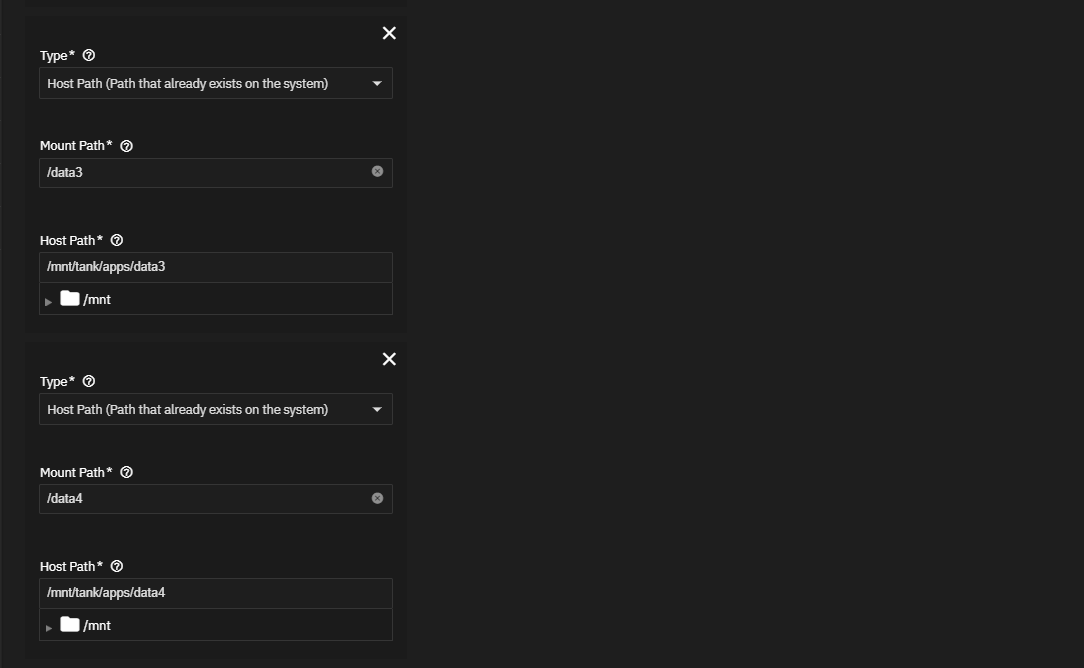 Type*
Host Path (Path that already exists on the system)
Mount Path*
/data3
Host Path*
/mnt/tank/apps/data3
/mnt
Type*
Host Path (Path that already exists on the system)
Mount Path*
/data4
Host Path*
/mnt/tank/apps/data4
/mnt